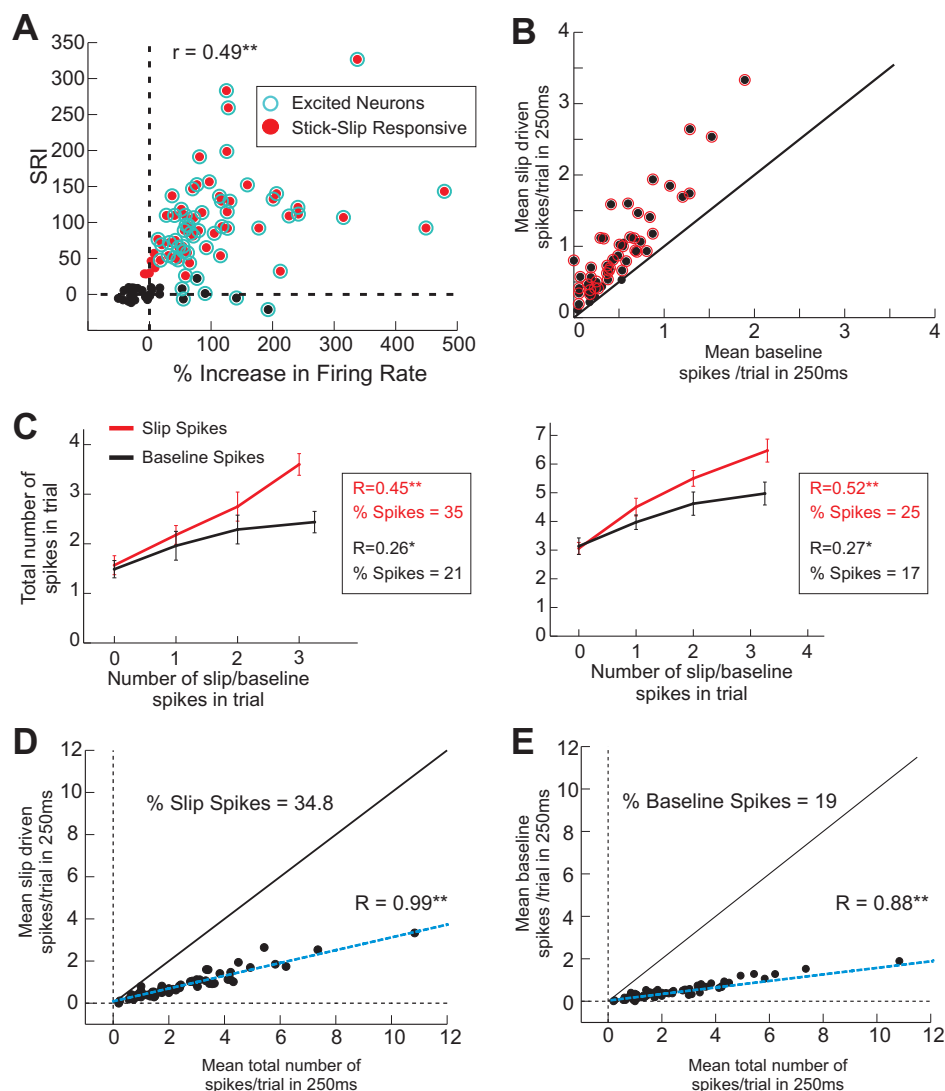 A
r = 0.49**
350
300
250
200
150
100
50
0
SRI
Excited Neurons
Stick-Slip Responsive
0
100
200
300
400
500
% Increase in Firing Rate
B
4
3
2
1
0
Mean slip driven
spikes/trial in 250ms
0
1
2
3
4
Mean baseline
spikes /trial in 250ms
C
Slip Spikes
Baseline Spikes
4
3
2
1
0
Total number of
spikes in trial
R=0.45**
% Spikes = 35
R=0.26*
% Spikes = 21
0
1
2
3
Number of slip/baseline
spikes in trial
7
6
5
4
3
2
1
0
R=0.52**
% Spikes = 25
R=0.27*
% Spikes = 17
0
1
2
3
4
Number of slip/baseline
spikes in trial
D
12
10
8
6
4
2
0
Mean slip driven
spikes/trial in 250ms
% Slip Spikes = 34.8
R = 0.99**
0
2
4
6
8
10
12
Mean total number of
spikes/trial in 250ms
E
12
10
8
6
4
2
0
Mean baseline
spikes /trial in 250ms
% Baseline Spikes = 19
R = 0.88**
0
2
4
6
8
10
12
Mean total number of
spikes/trial in 250ms